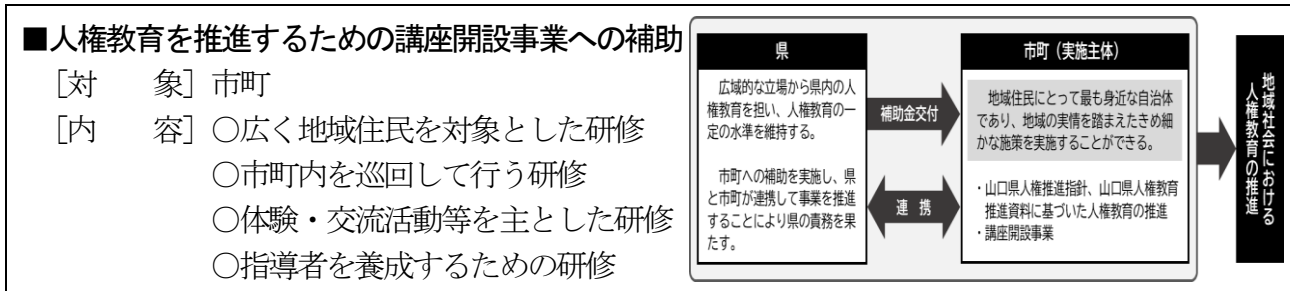 ■人権教育を推進するための講座開設事業への補助
［対　　象］市町
［内　　容］○広く地域住民を対象とした研修
○市町内を巡回して行う研修
○体験・交流活動等を主とした研修
○指導者を養成するための研修
県
広域的な立場から県内の人
権教育を担い、人権教育の一
定の水準を維持する。
市町への補助を実施し、県
と市町が連携して事業を推進
することにより県の責務を果
たす。
補助金交付
連　携
市町（実施主体）
地域住民にとって最も身近な自治体
であり、地域の実情を踏まえたきめ細
かな施策を実施することができる。
・山口県人権推進指針、山口県人権教育
推進資料に基づいた人権教育の推進
・講座開設事業
地域社会における
人権教育の推進